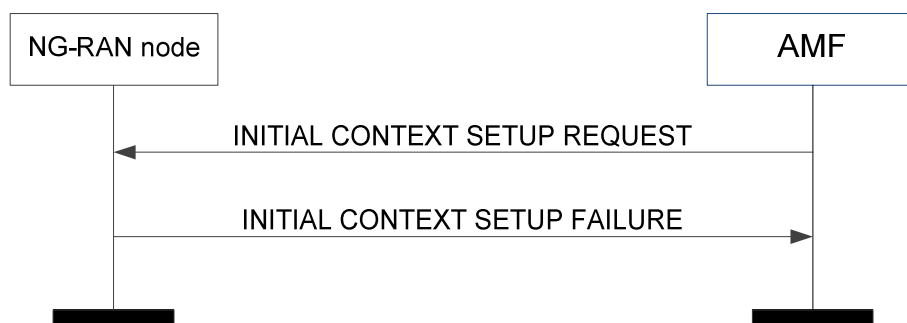 NG-RAN node
AMF
INITIAL CONTEXT SETUP REQUEST
INITIAL CONTEXT SETUP FAILURE